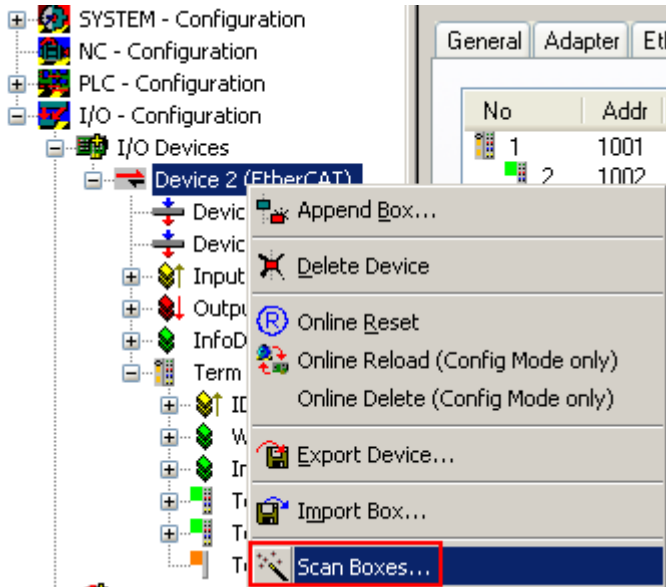 SYSTEM - Configuration
NC - Configuration
PLC - Configuration
I/O - Configuration
I/O Devices
Device 2 (EtherCAT)
Devic
Devic
Input
Outpu
InfoD
Term
General Adapter Et
No Addr
1 1001
2 1002
Append Box...
Delete Device
Online Reset
Online Reload (Config Mode only)
Online Delete (Config Mode only)
Export Device...
Import Box...
Scan Boxes...